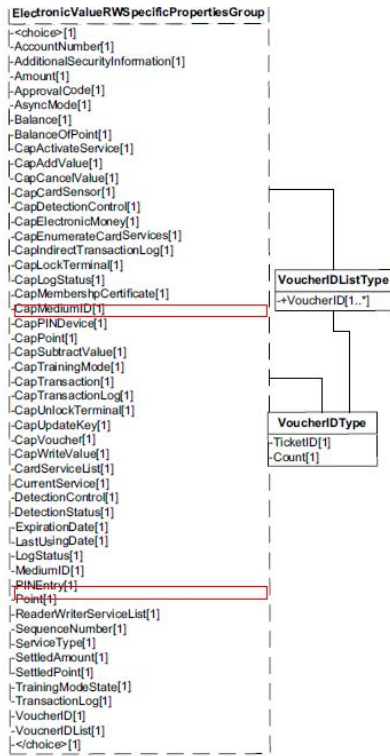 ElectronicValueRWSpecificPropertiesGroup
-<choice>[1]
-AccountNumber[1]
-AdditionalSecurityInformation[1]
-Amount[1]
-ApprovalCode[1]
-AsyncMode[1]
-Balance[1]
-BalanceOfPoint[1]
-CapActivateService[1]
-CapAddValue[1]
-CapCancelValue[1]
-CapCardSensor[1]
-CapDetectionControl[1]
-CapElectronicMoney[1]
-CapEnumerateCardServices[1]
-CapIndirectTransactionLog[1]
-CapLockTerminal[1]
-CapLogStatus[1]
-CapMembershpCertificate[1]
-CapMediumID[1]
-CapPINDevice[1]
-CapPoint[1]
-CapSubtractValue[1]
-CapTrainingMode[1]
-CapTransaction[1]
-CapTransactionLog[1]
-CapUnlockTerminal[1]
-CapUpdateKey[1]
-CapVoucher[1]
-CapWriteValue[1]
-CardServiceList[1]
-CurrentService[1]
-DetectionControl[1]
-DetectionStatus[1]
-ExpirationDate[1]
-LastUsingDate[1]
-LogStatus[1]
-MediumID[1]
-PINEntry[1]
-Point[1]
-ReaderWriterServiceList[1]
-SequenceNumber[1]
-ServiceType[1]
-SettledAmount[1]
-SettledPoint[1]
-TrainingModeState[1]
-TransactionLog[1]
-VoucherID[1]
-VoucherIDList[1]
-</choice>[1]
VoucherIDListType
-+VoucherID[1..*]
VoucherIDType
-TicketID[1]
-Count[1]